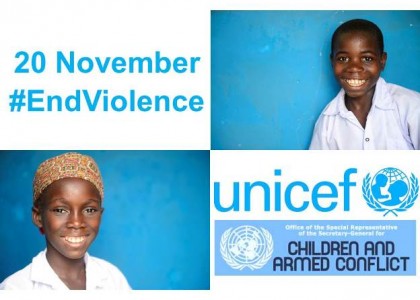 20 November
#EndViolence
unicef
Office of the Special Representative
of the Secretary-General for
CHILDREN AND
ARMED CONFLICT